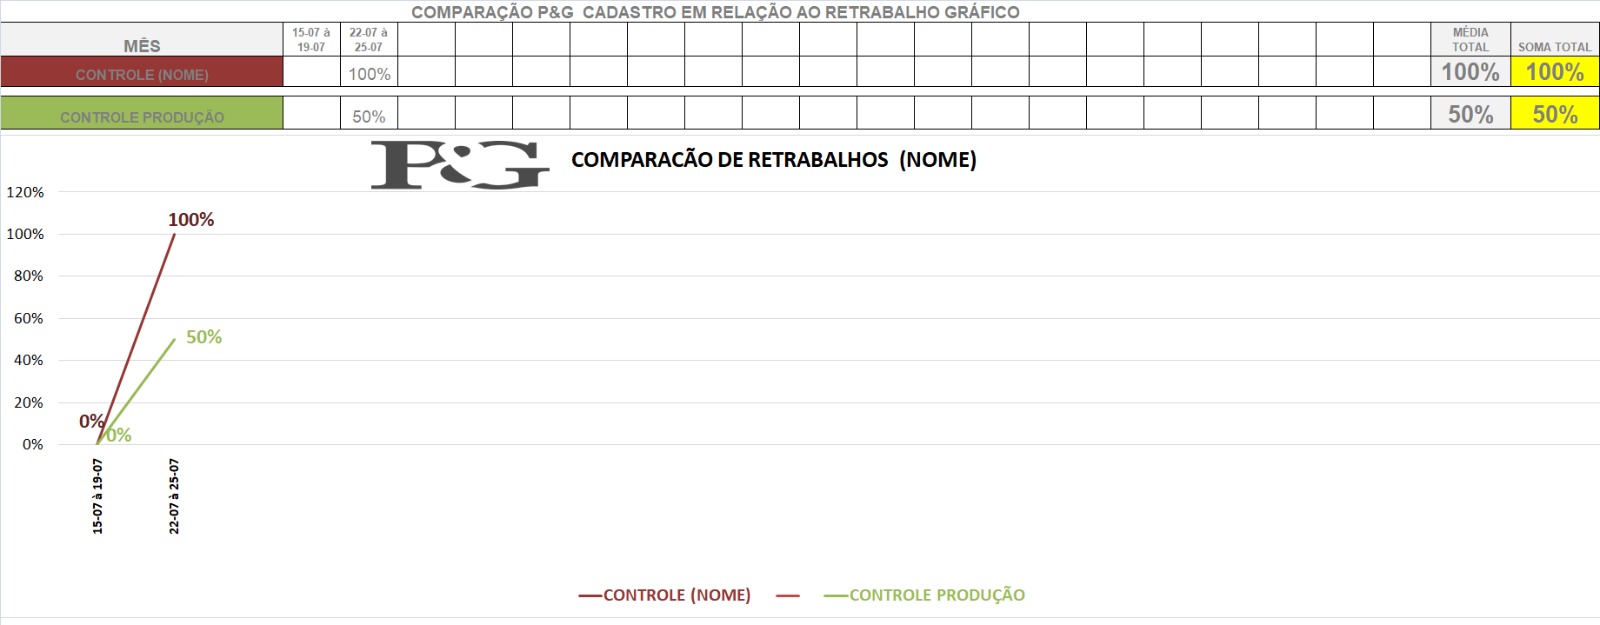 COMPARAÇÃO P&G CADASTRO EM RELAÇÃO AO RETRABALHO GRÁFICO
MÊS 15-07 à 19-07 22-07 à 25-07 MÉDIA TOTAL SOMA TOTAL
CONTROLE (NOME) 100% 100% 100%
CONTROLE PRODUÇÃO 50% 50% 50%
P&G COMPARACÃO DE RETRABALHOS (NOME)
120%
100%
80%
60%
40%
20%
0%
100%
50%
0%
0%
15-07 à 19-07
22-07 à 25-07
CONTROLE (NOME) CONTROLE PRODUÇÃO